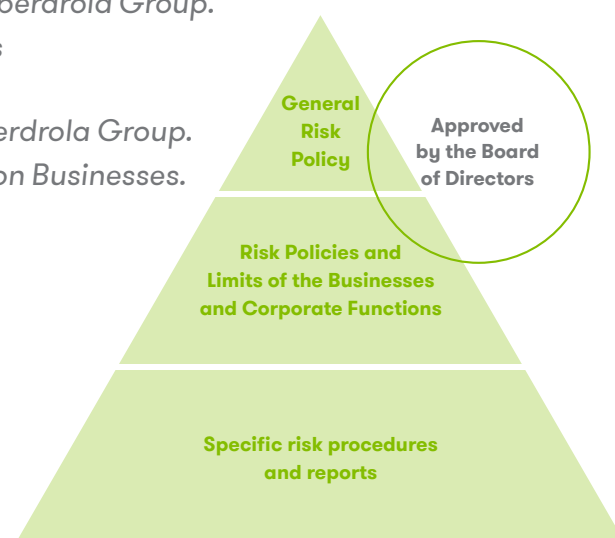 Group.
s
erdrola Group.
on Businesses.
General
Risk
Policy
Approved
by the Board
of Directors
Risk Policies and
Limits of the Businesses
and Corporate Functions
Specific risk procedures
and reports